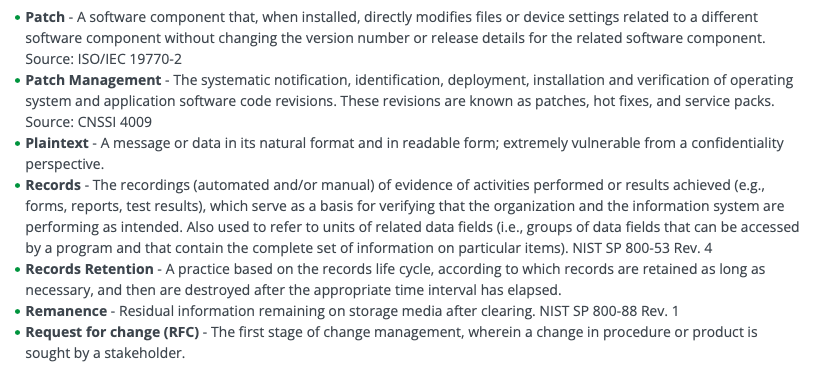 • Patch - A software component that, when installed, directly modifies files or device settings related to a different
software component without changing the version number or release details for the related software component.
Source: ISO/IEC 19770-2
• Patch Management - The systematic notification, identification, deployment, installation and verification of operating
system and application software code revisions. These revisions are known as patches, hot fixes, and service packs.
Source: CNSSI 4009
• Plaintext - A message or data in its natural format and in readable form; extremely vulnerable from a confidentiality
perspective.
• Records - The recordings (automated and/or manual) of evidence of activities performed or results achieved (e.g.,
forms, reports, test results), which serve as a basis for verifying that the organization and the information system are
performing as intended. Also used to refer to units of related data fields (i.e., groups of data fields that can be accessed
by a program and that contain the complete set of information on particular items). NIST SP 800-53 Rev. 4
• Records Retention - A practice based on the records life cycle, according to which records are retained as long as
necessary, and then are destroyed after the appropriate time interval has elapsed.
• Remanence - Residual information remaining on storage media after clearing. NIST SP 800-88 Rev. 1
• Request for change (RFC) - The first stage of change management, wherein a change in procedure or product is
sought by a stakeholder.